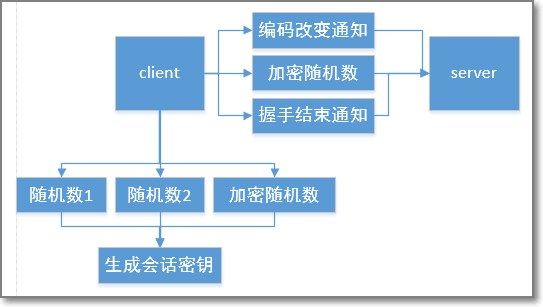 编码改变通知
client
加密随机数
server
握手结束通知
随机数1
随机数2
加密随机数
生成会话密钥